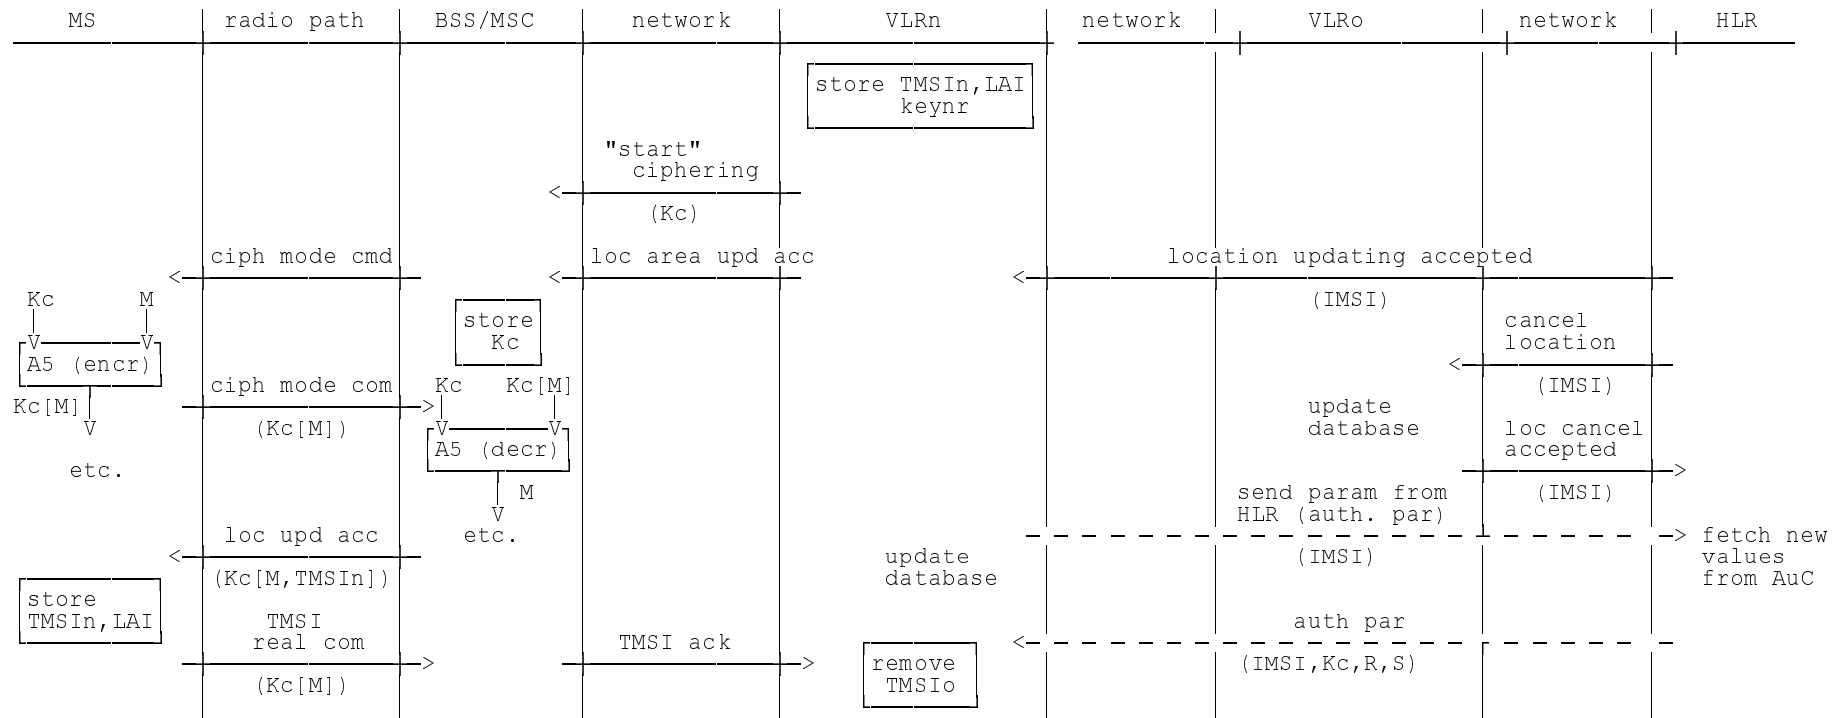 MS radio path BSS/MSC network VLRn network VLRo network HLR
store TMSIn,LAI
keynr
"start"
ciphering
(Kc)
ciph mode cmd loc area upd acc location updating accepted
Kc M (IMSI)
store cancel
Kc location
A5 (encr)
ciph mode com Kc Kc[M] (IMSI)
Kc[M] update
V (Kc[M]) V V database loc cancel
A5 (decr) accepted
etc.
M send param from (IMSI)
V HLR (auth. par)
loc upd acc etc. fetch new
update (IMSI) values
(Kc[M,TMSIn]) database from AuC
store
TMSIn,LAI TMSI auth par
real com TMSI ack
remove (IMSI,Kc,R,S)
(Kc[M]) TMSIo